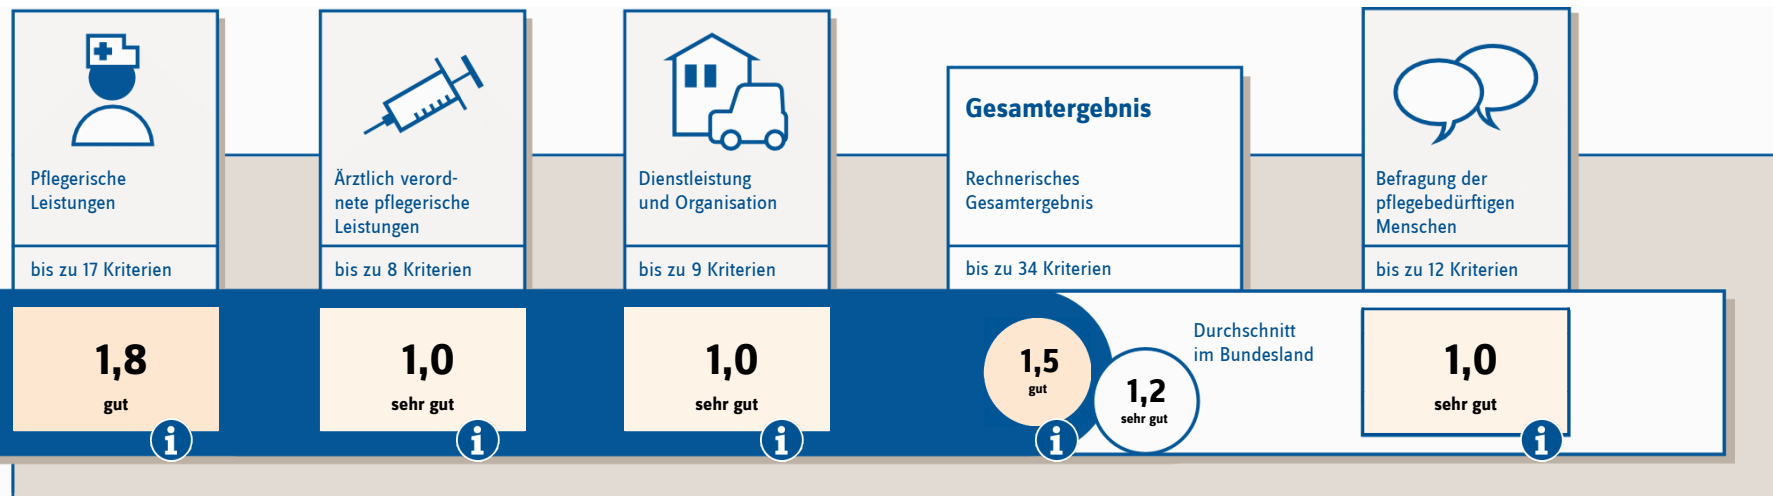 Pflegerische
Leistungen
bis zu 17 Kriterien
1,8
gut
i
Ärztlich verord-
nete pflegerische
Leistungen
bis zu 8 Kriterien
1,0
sehr gut
i
Dienstleistung
und Organisation
bis zu 9 Kriterien
1,0
sehr gut
i
Gesamtergebnis
Rechnerisches
Gesamtergebnis
bis zu 34 Kriterien
1,5
gut
i
1,2
sehr gut
Durchschnitt
im Bundesland
Befragung der
pflegebedürftigen
Menschen
bis zu 12 Kriterien
1,0
sehr gut
i